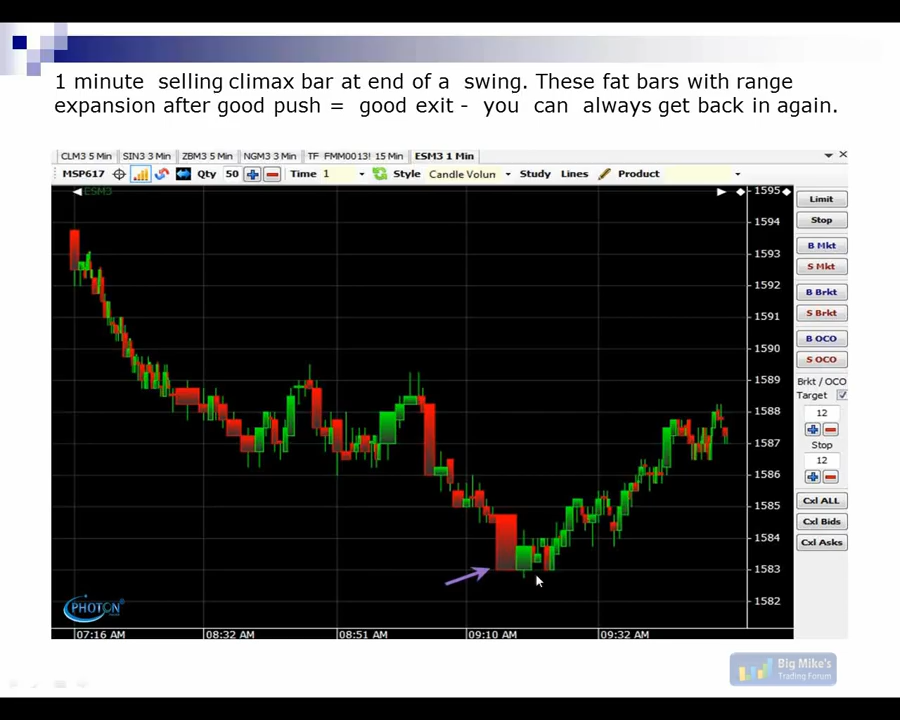 1 minute selling climax bar at end of a swing. These fat bars with range
expansion after good push = good exit - you can always get back in again.
CLM3 5 Min SIN3 3 Min ZBM3 5 Min NGM3 3 Min TF FMM0013! 15 Min ESM3 1 Min
MSP617 Qty 50 Time 1 Style Candle Volun Study Lines Product
ESM3
1595
1594
1593
1592
1591
1590
1589
1588
1587
1586
1585
1584
1583
1582
Limit
Stop
B Mkt
S Mkt
B Brkt
S Brkt
B OCO
S OCO
Brkt / OCO
Target
12
Stop
12
Cxl ALL
Cxl Bids
Cxl Asks
PHOTON
07:16 AM 08:32 AM 08:51 AM 09:10 AM 09:32 AM
Big Mike's
Trading Forum